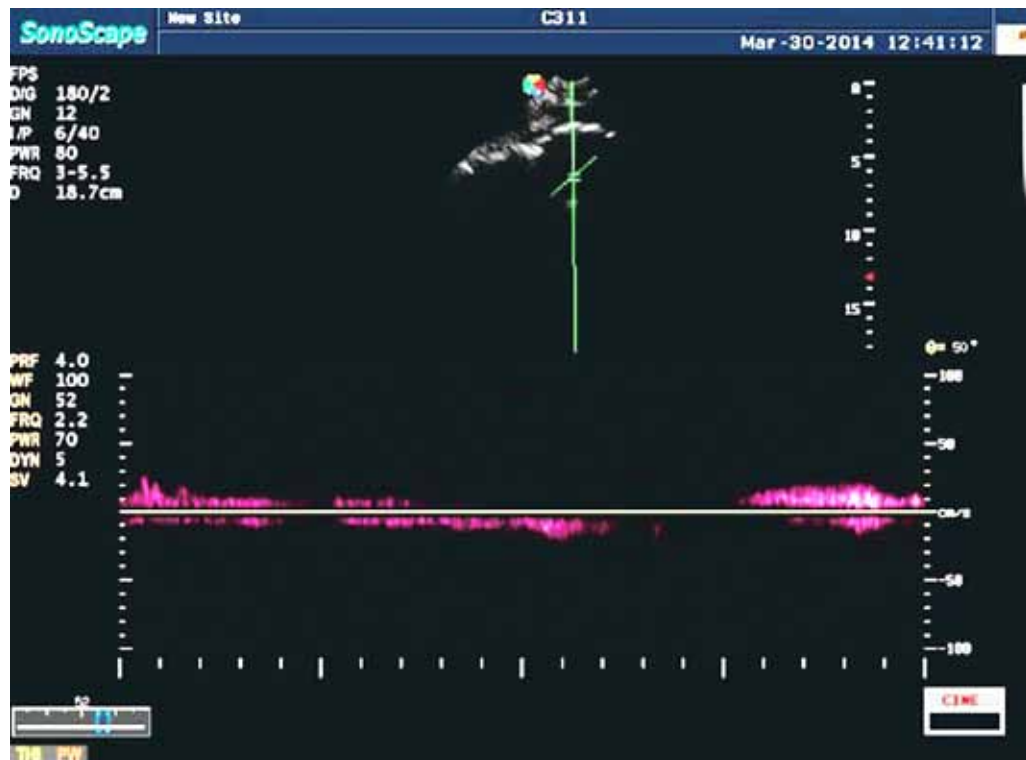 SonoScape
New Site
C311
Mar-30-2014 12:41:12
FPS
D/G 180/2
GN 12
I/P 6/40
PWR 80
FRQ 3-5.5
D 18.7cm
0
5
10
15
θ= 50°
PRF 4.0
WF 100
GN 52
FRQ 2.2
PWR 70
DYN 5
SV 4.1
100
50
cm/s
-50
-100
52
CINE
THI PW